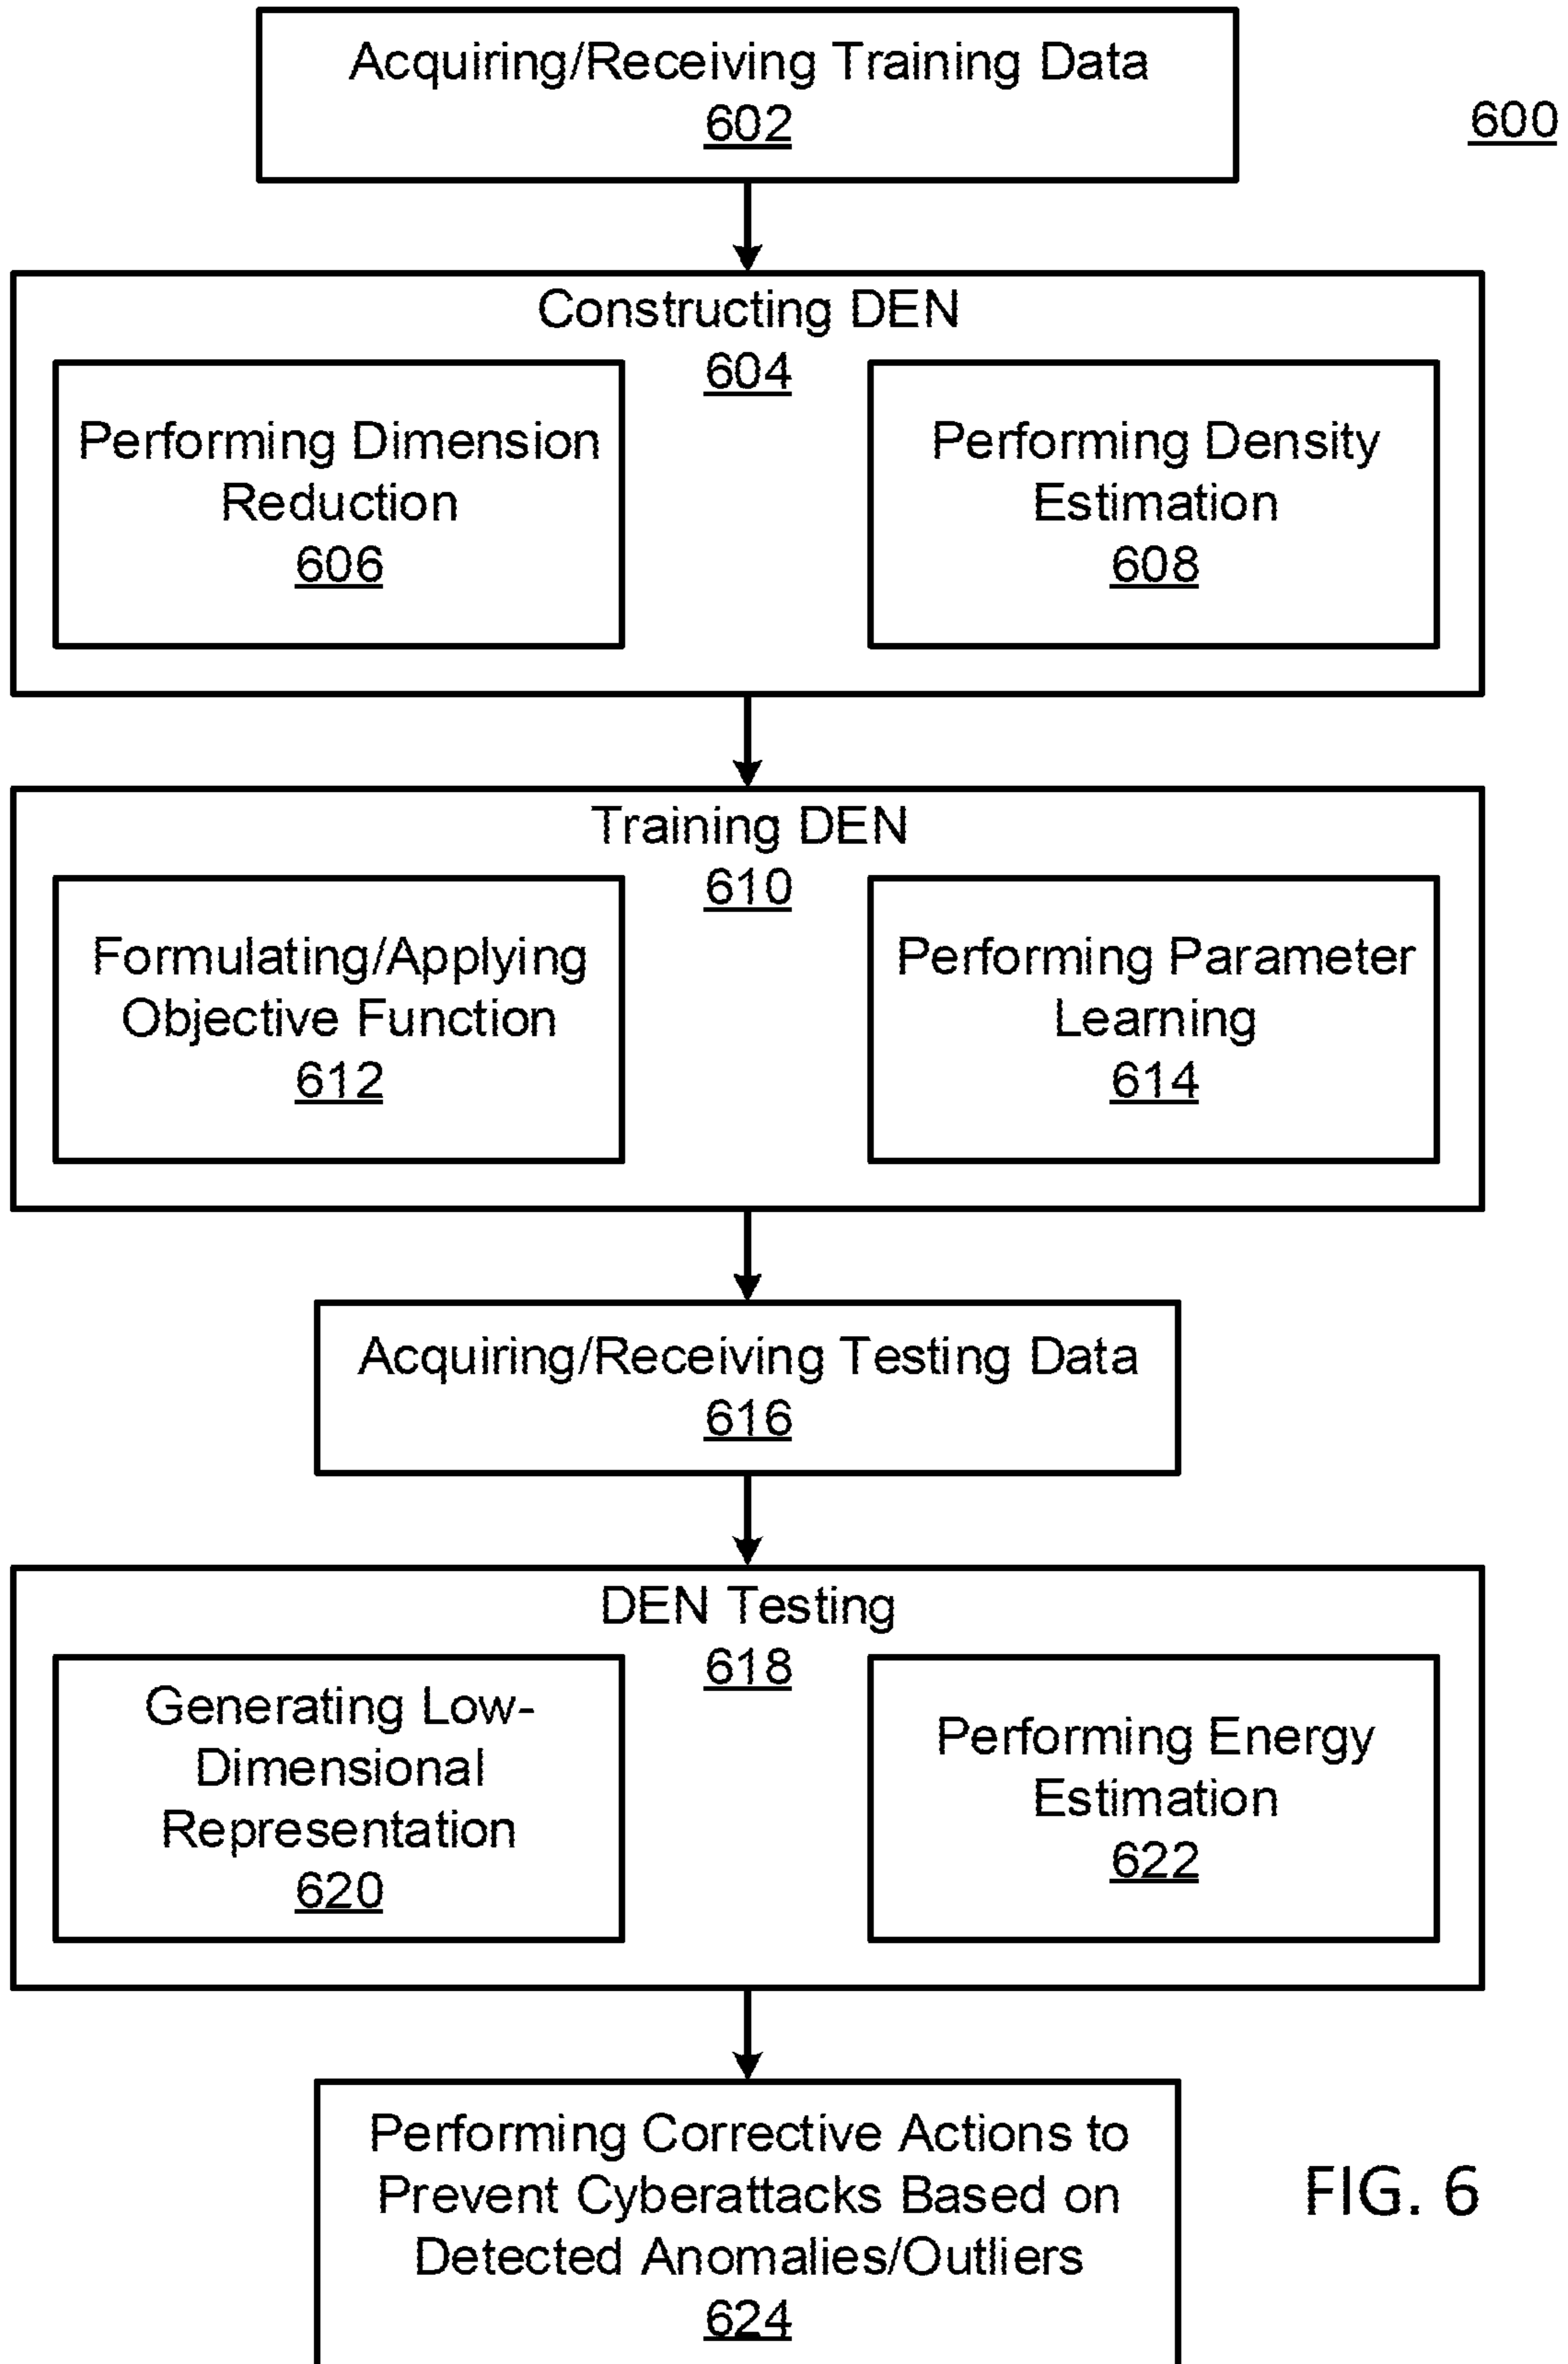 Acquiring/Receiving Training Data
602
600
Constructing DEN
604
Performing Dimension
Reduction
606
Performing Density
Estimation
608
Training DEN
610
Formulating/Applying
Objective Function
612
Performing Parameter
Learning
614
Acquiring/Receiving Testing Data
616
DEN Testing
618
Generating Low-
Dimensional
Representation
620
Performing Energy
Estimation
622
Performing Corrective Actions to
Prevent Cyberattacks Based on
Detected Anomalies/Outliers
624
FIG. 6